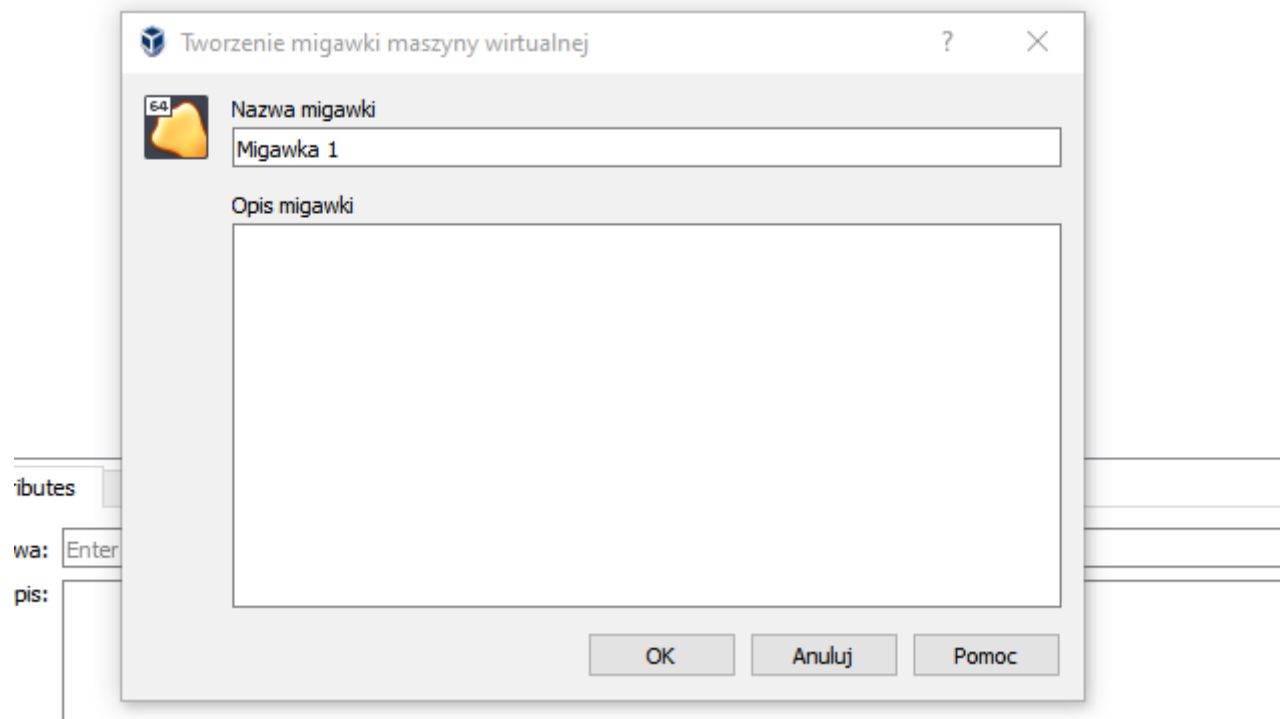 Tworzenie migawki maszyny wirtualnej
?
64
Nazwa migawki
Migawka 1
Opis migawki
ributes
wa: Enter
pis:
OK Anuluj Pomoc